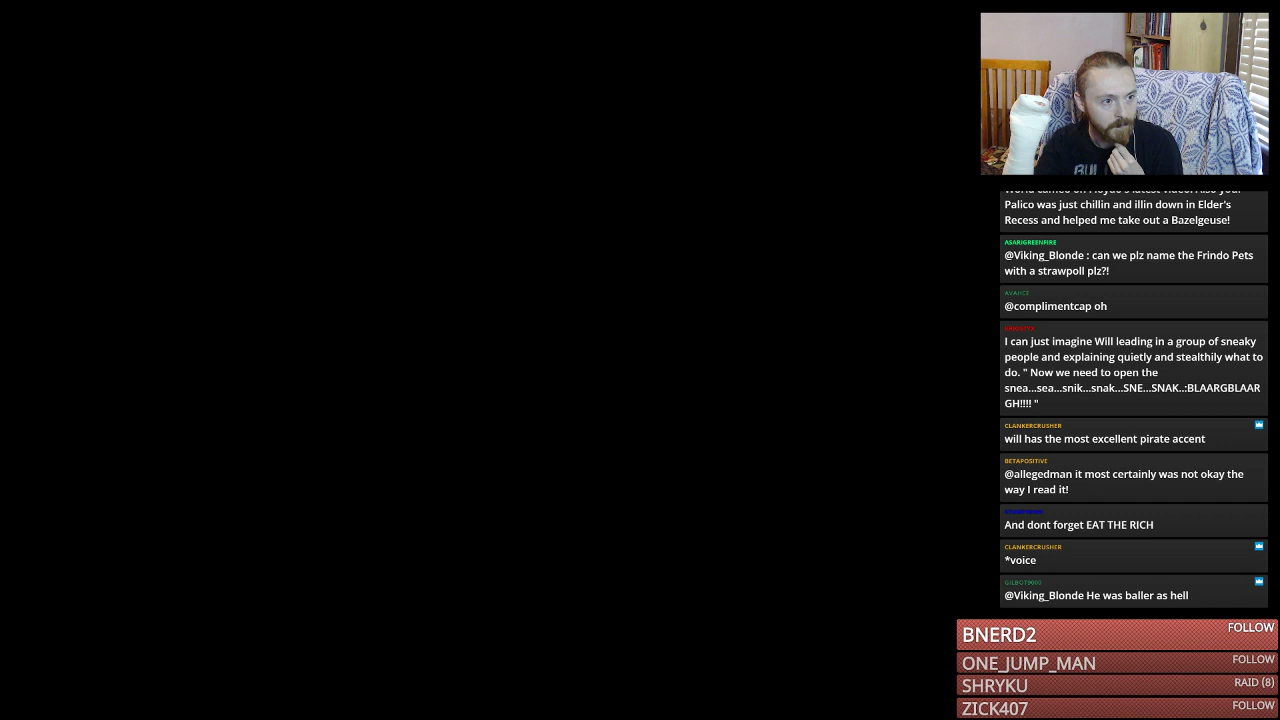 Palico was just chillin and illin down in Elder's
Recess and helped me take out a Bazelgeuse!
ASARIGREENFIRE
@Viking_Blonde : can we plz name the Frindo Pets
with a strawpoll plz?!
AVAHCE
@complimentcap oh
I can just imagine Will leading in a group of sneaky
people and explaining quietly and stealthily what to
do. " Now we need to open the
snea...sea...snik...snak...SNE...SNAK..:BLAARGBLAAR
GH!!!! "
CLANKERCRUSHER
will has the most excellent pirate accent
BETAPOSITIVE
@allegedman it most certainly was not okay the
way I read it!
And dont forget EAT THE RICH
CLANKERCRUSHER
*voice
GILBOT9000
@Viking_Blonde He was baller as hell
BNERD2 FOLLOW
ONE_JUMP_MAN FOLLOW
SHRYKU RAID (8)
ZICK407 FOLLOW